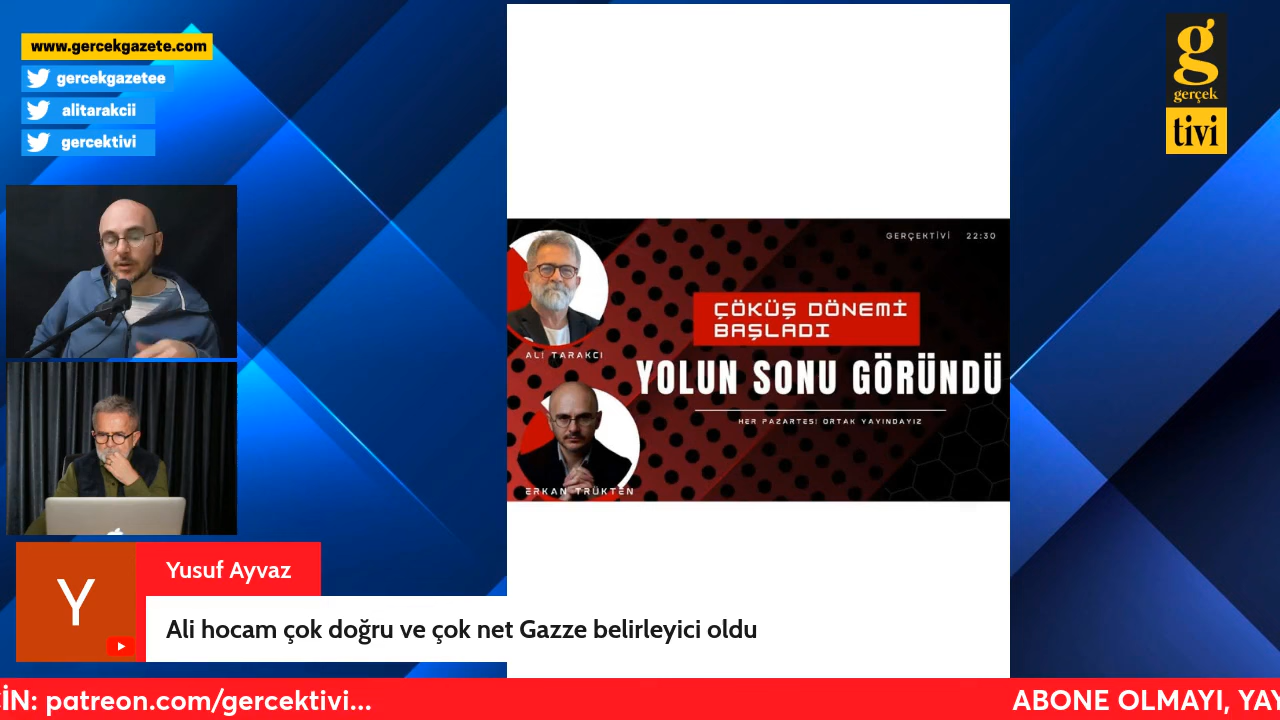 www.gercekgazete.com
gercekgazetee
alitarakcii
gercektivi
g
gerçek
tivi
GERÇEKTİVİ 22:30
ÇÖKÜŞ DÖNEMİ
BAŞLADI
ALİ TARAKCI
YOLUN SONU GÖRÜNDÜ
HER PAZARTESİ ORTAK YAYINDAYIZ
ERKAN TRÜKTEN
Y
Yusuf Ayvaz
Ali hocam çok doğru ve çok net Gazze belirleyici oldu
ÇİN: patreon.com/gercektivi... ABONE OLMAYI, YAY